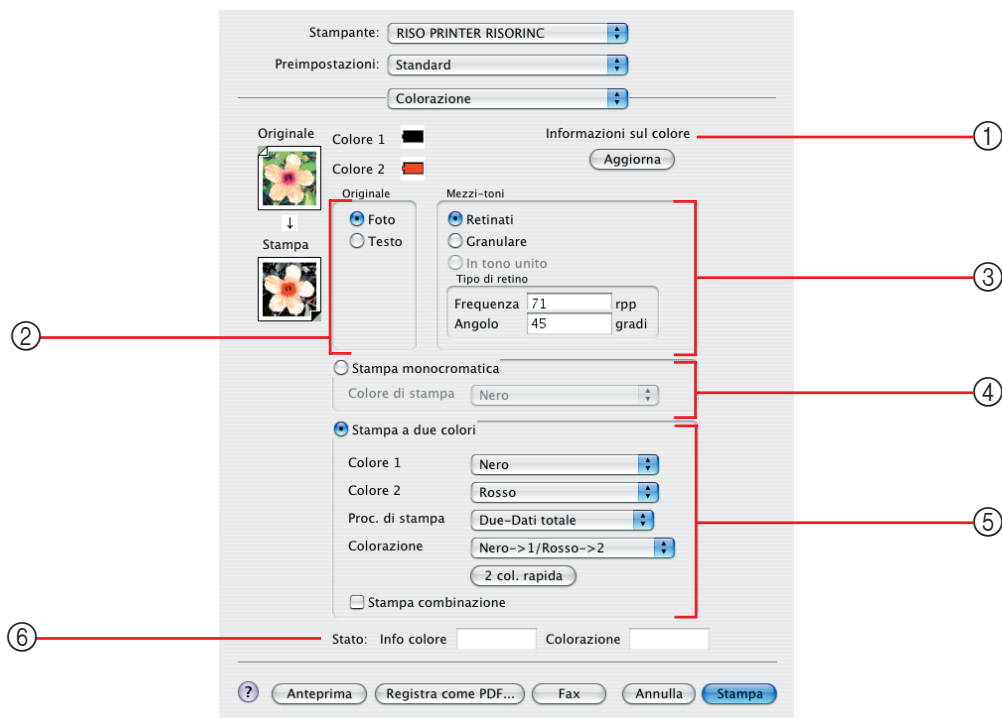 Stampante: RISO PRINTER RISORINC
Preimpostazioni: Standard
Colorazione
Originale
Colore 1
Informazioni sul colore
①
Colore 2
Aggiorna
Originale
Mezzi-toni
Foto
Retinati
↓
Testo
Granulare
Stampa
In tono unito
③
Tipo di retino
Frequenza 71 rpp
②
Angolo 45 gradi
Stampa monocromatica
Colore di stampa Nero
④
Stampa a due colori
Colore 1 Nero
Colore 2 Rosso
Proc. di stampa Due-Dati totale
⑤
Colorazione Nero->1/Rosso->2
2 col. rapida
Stampa combinazione
⑥
Stato: Info colore Colorazione
? Anteprima Registra come PDF... Fax Annulla Stampa